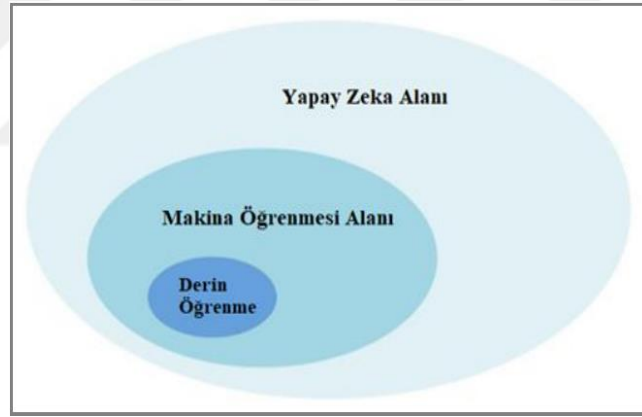 Yapay Zeka Alanı
Makina Öğrenmesi Alanı
Derin
Öğrenme